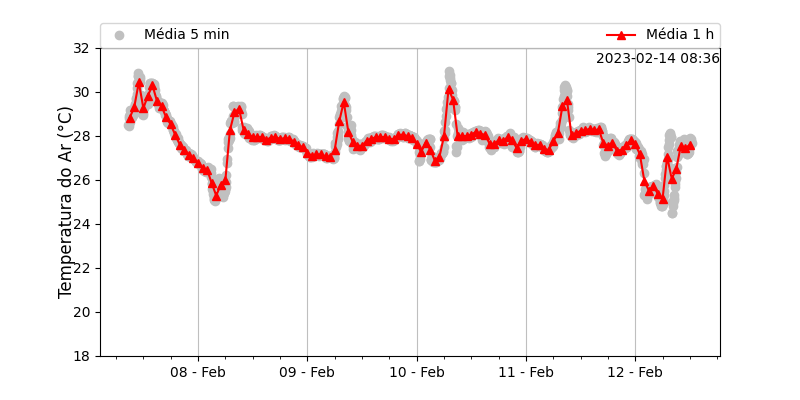 Média 5 min
Média 1 h
2023-02-14 08:36
Temperatura do Ar (°C)
32
30
28
26
24
22
20
18
08 - Feb
09 - Feb
10 - Feb
11 - Feb
12 - Feb